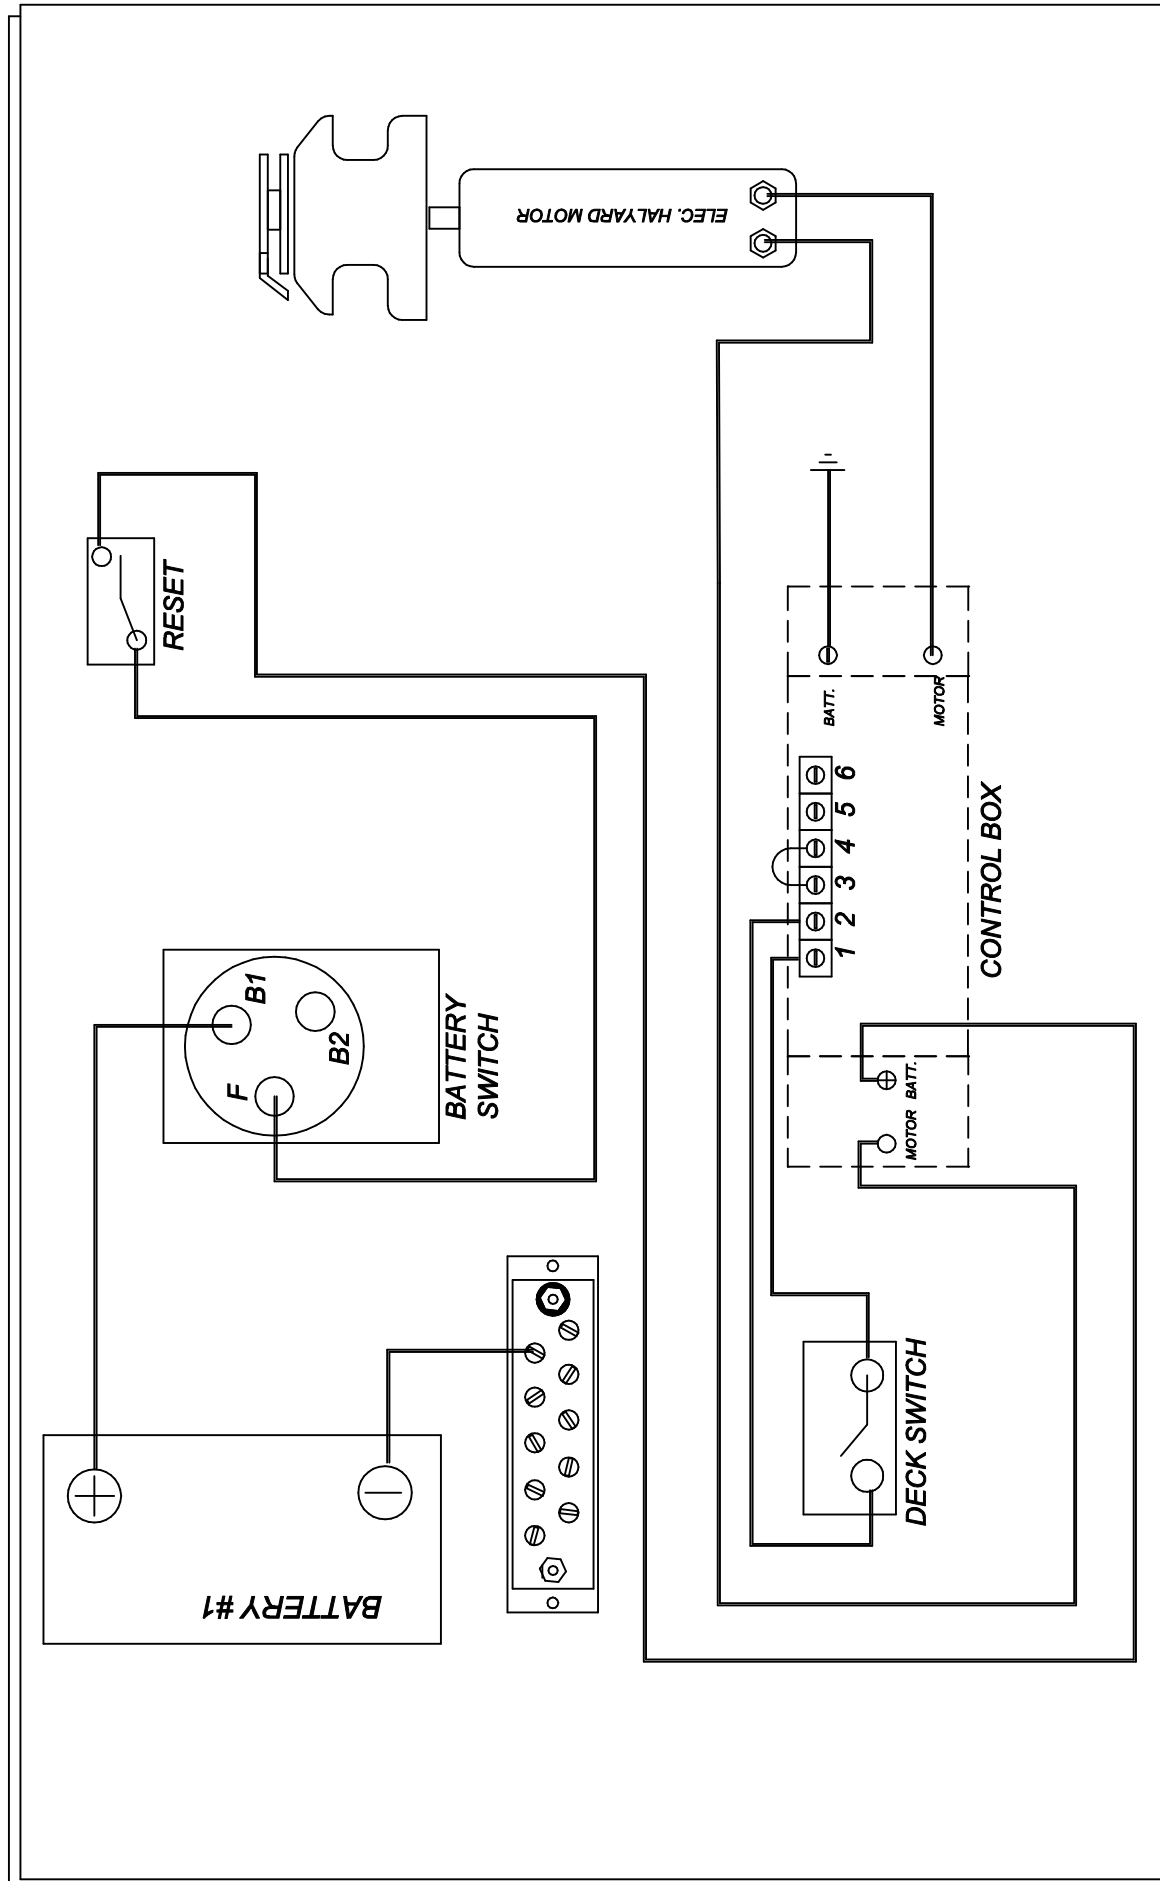 ELEC. HALYARD MOTOR
RESET
BATT.
MOTOR
1 2 3 4 5 6
CONTROL BOX
MOTOR BATT.
F
B1
B2
BATTERY
SWITCH
DECK SWITCH
BATTERY #1